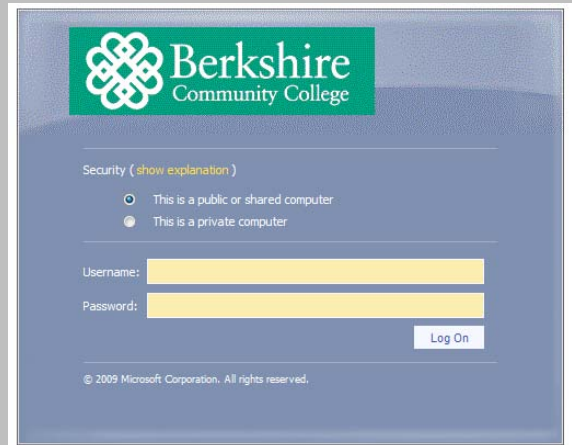 Berkshire
Community College
Security ( show explanation )
This is a public or shared computer
This is a private computer
Username:
Password:
Log On
© 2009 Microsoft Corporation. All rights reserved.